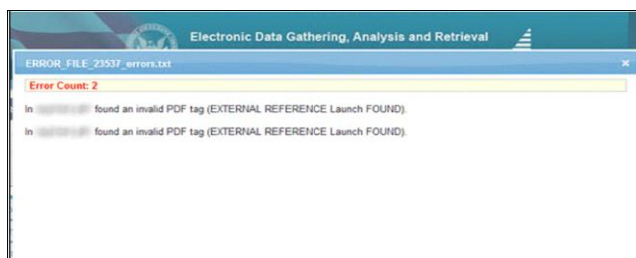 Electronic Data Gathering, Analysis and Retrieval
ERROR_FILE_23537_errors.txt ×
Error Count: 2
In found an invalid PDF tag (EXTERNAL REFERENCE Launch FOUND).
In found an invalid PDF tag (EXTERNAL REFERENCE Launch FOUND).